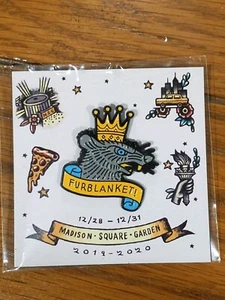 FURBLANKET!
12/28 - 12/31
MADISON · SQUARE · GARDEN
2019-2020